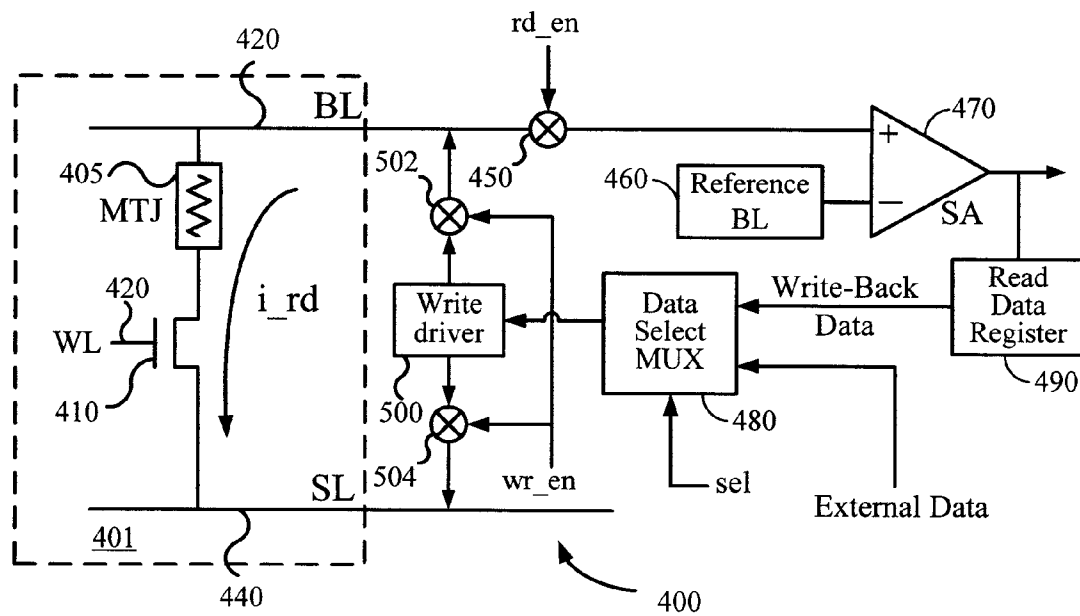 rd_en
420
BL
470
+
405
502
450
460
Reference
BL
−
SA
MTJ
i_rd
420
WL
410
Write
driver
500
Data
Select
MUX
480
Write-Back
Data
Read
Data
Register
490
504
wr_en
sel
External Data
SL
401
440
400